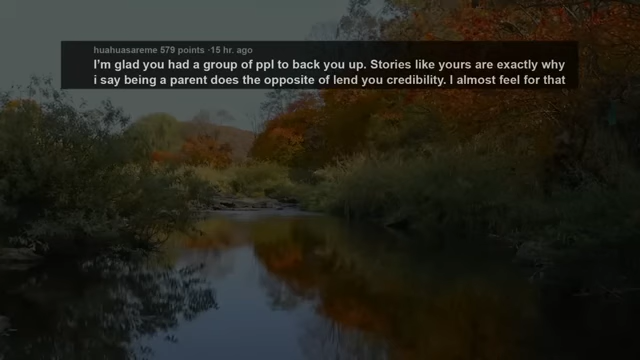 huahuasareme 579 points ·15 hr. ago
I'm glad you had a group of ppl to back you up. Stories like yours are exactly why
i say being a parent does the opposite of lend you credibility. I almost feel for that